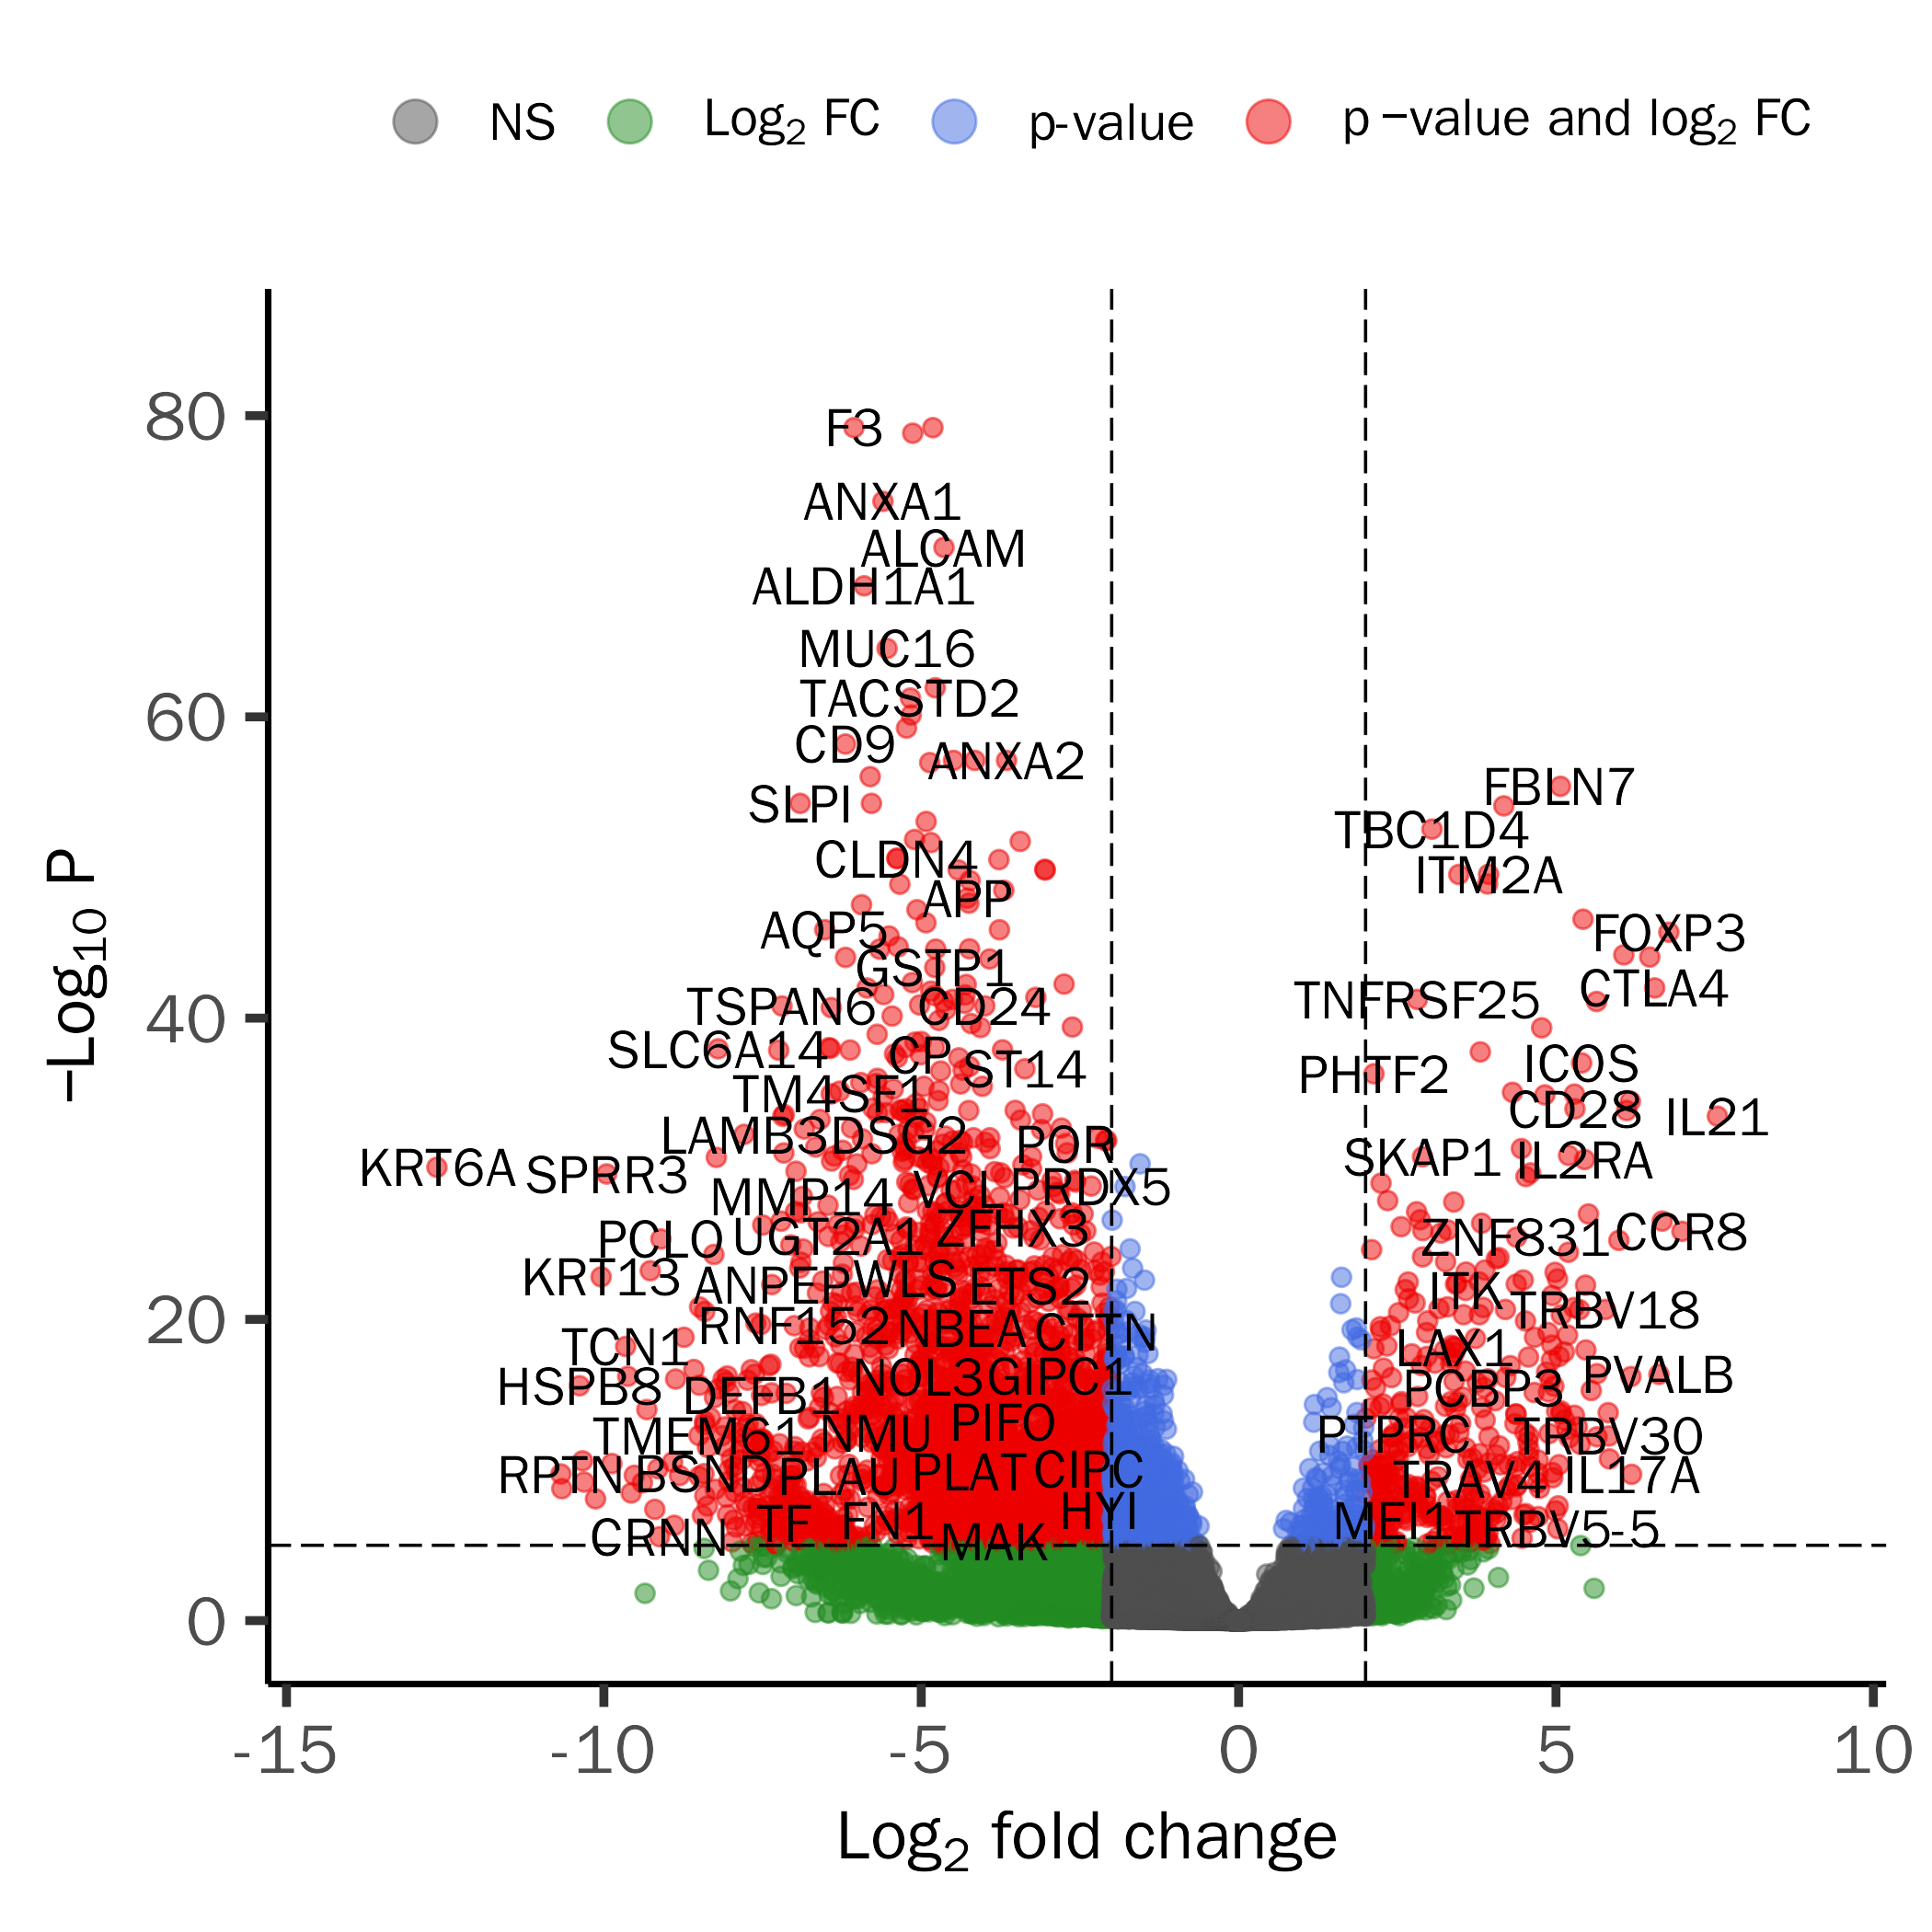 NS Log2 FC p-value p −value and log2 FC
80
F3
ANXA1
ALCAM
ALDH1A1
MUC16
TACSTD2
60
CD9
ANXA2
FBLN7
SLPI
TBC1D4
CLDN4
ITM2A
APP
AQP5
FOXP3
GSTP1
CTLA4
TNFRSF25
TSPAN6 CD24
40
SLC6A14 CP
ICOS
ST14
PHTF2
TM4SF1
CD28 IL21
LAMB3 DSG2
POR
SKAP1 IL2RA
KRT6A SPRR3
PRDX5
VCL
MMP14
ZFHX3
CCR8
PCLO UGT2A1
ZNF831
KRT13
WLS
ANPEP
ETS2
ITK
TRBV18
20
RNF152 NBEA CTTN
TCN1
LAX1
NOL3 GIPC1
PVALB
HSPB8
PCBP3
DEFB1
PIFO
TMEM61 NMU
PTPRC TRBV30
CIPC
PLAT
RPTN BSND PLAU
IL17A
TRAV4
HYI
TF FN1
MEI1
TRBV5-5
CRNN
MAK
0
−Log10 P
-15 -10 -5 0 5 10
Log2 fold change